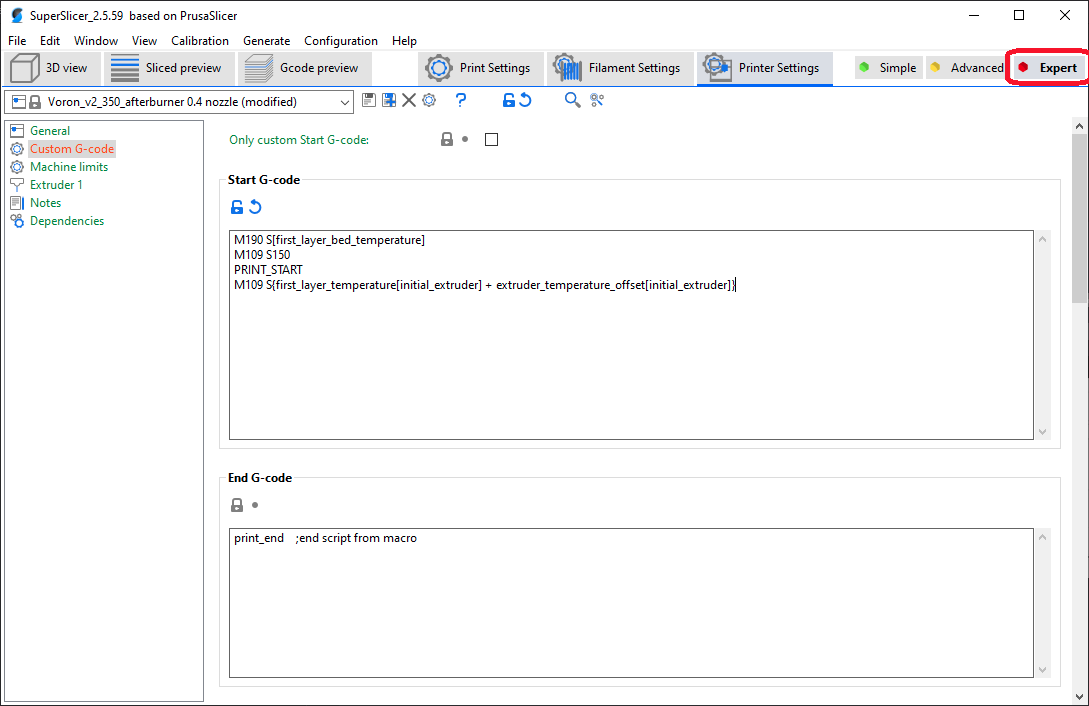 SuperSlicer_2.5.59 based on PrusaSlicer
File Edit Window View Calibration Generate Configuration Help
3D view Sliced preview Gcode preview Print Settings Filament Settings Printer Settings Simple Advanced Expert
Voron_v2_350_afterburner 0.4 nozzle (modified)
General
Custom G-code
Machine limits
Extruder 1
Notes
Dependencies
Only custom Start G-code:
Start G-code
M190 S[first_layer_bed_temperature]
M109 S150
PRINT_START
M109 S{first_layer_temperature[initial_extruder] + extruder_temperature_offset[initial_extruder]}
End G-code
print_end ;end script from macro